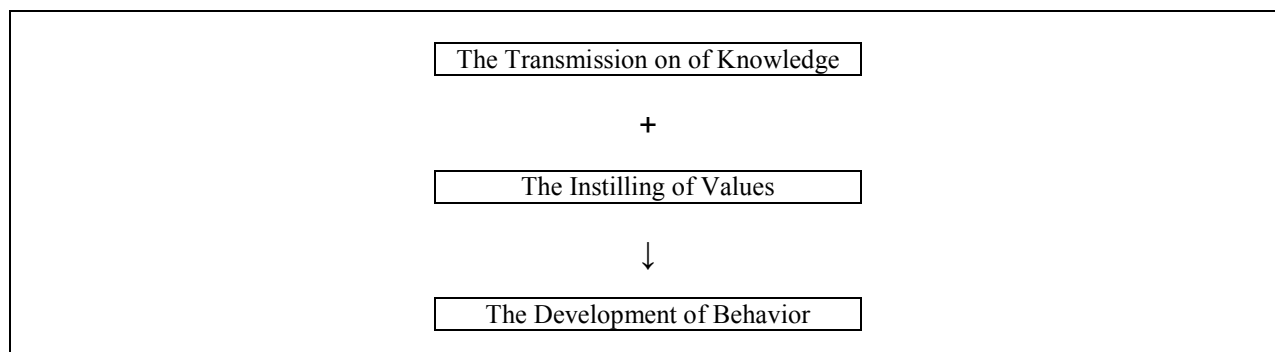 The Transmission on of Knowledge
+
The Instilling of Values
↓
The Development of Behavior